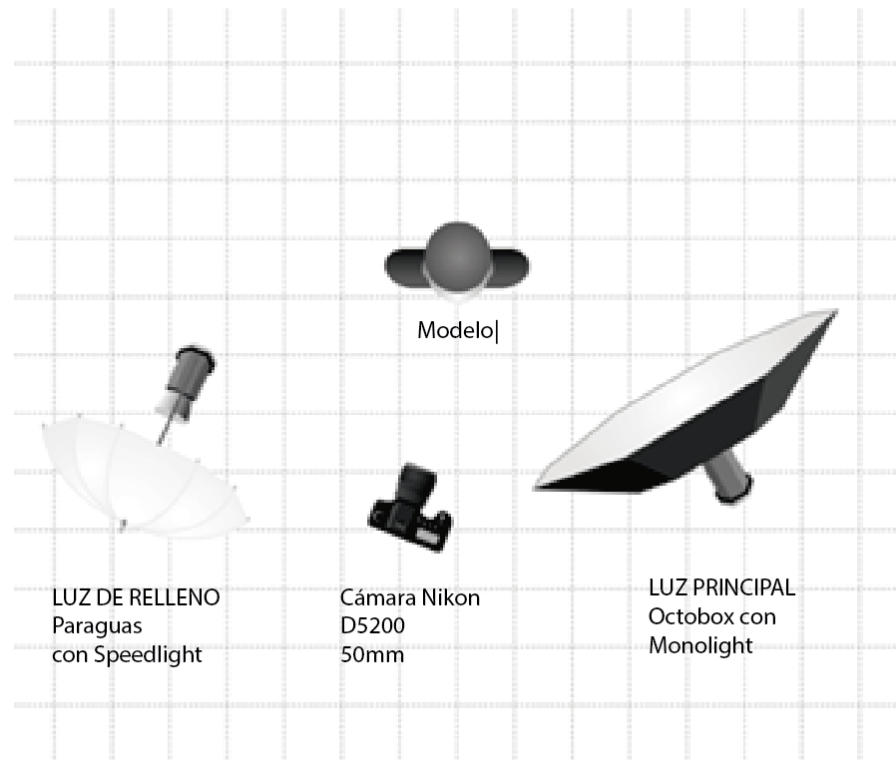 Modelo|
LUZ DE RELLENO
Paraguas
con Speedlight
Cámara Nikon
D5200
50mm
LUZ PRINCIPAL
Octobox con
Monolight